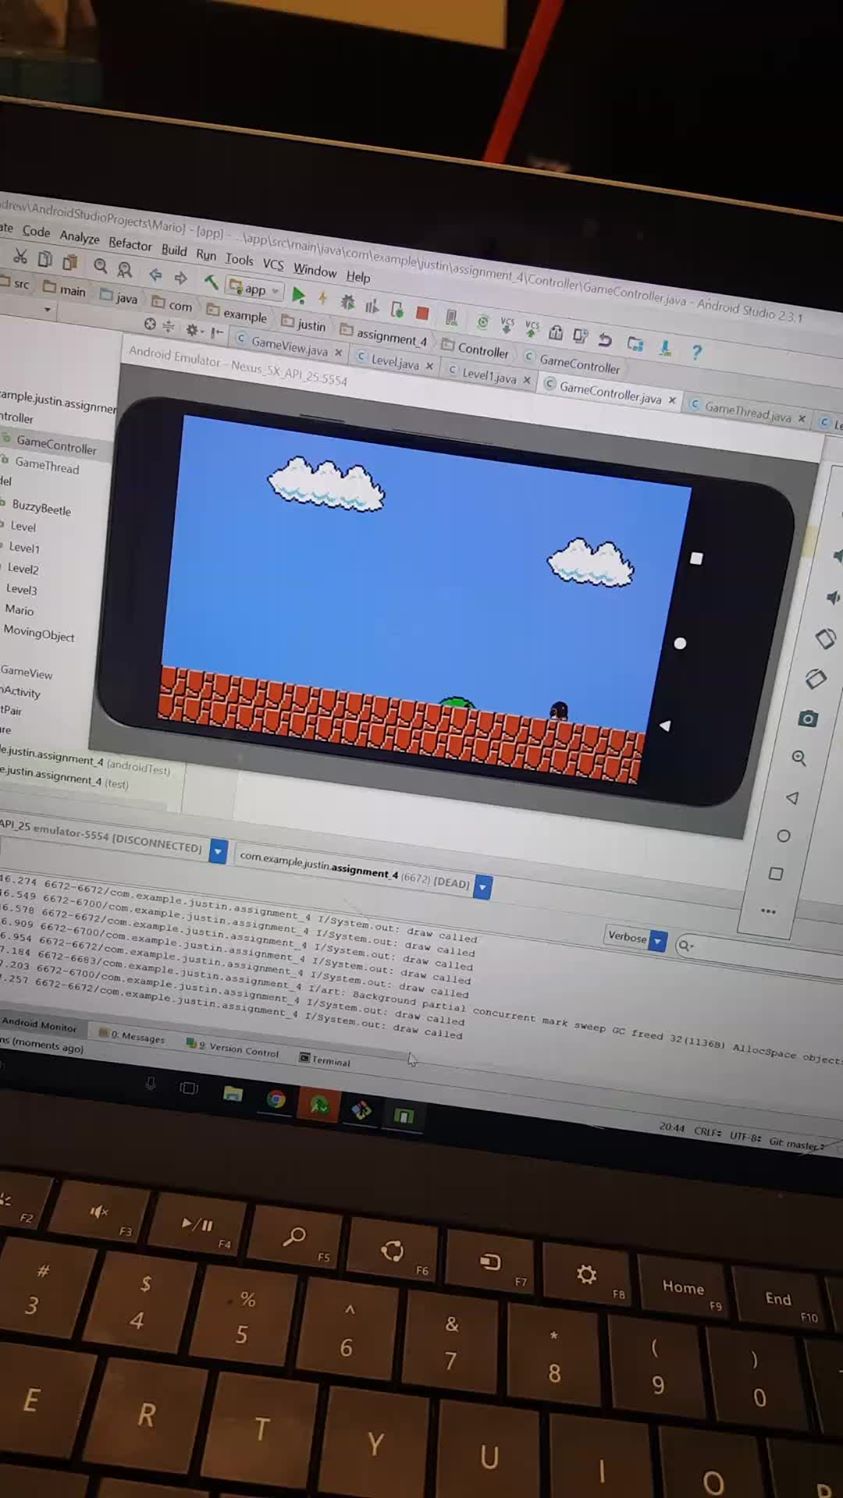 drew\AndroidStudioProjects\Mario] - [app] - ...\app\src\main\java\com\example\justin\assignment_4\Controller\GameController.java - Android Studio 2.3.1
ate Code Analyze Refactor Build Run Tools VCS Window Help
app
VCS VCS
src main java com example justin assignment_4 Controller GameController
GameView.java Level.java Level1.java GameController.java GameThread.java Le
Android Emulator - Nexus_5X_API_25:5554
ample.justin.assignmer
ntroller
GameController
GameThread
del
BuzzyBeetle
Level
Level1
Level2
Level3
Mario
MovingObject
GameView
nActivity
tPair
re
e.justin.assignment_4 (androidTest)
e.justin.assignment_4 (test)
API_25 emulator-5554 [DISCONNECTED] com.example.justin.assignment_4 (6672) [DEAD]
Verbose
6.274 6672-6672/com.example.justin.assignment_4 I/System.out: draw called
6.549 6672-6700/com.example.justin.assignment_4 I/System.out: draw called
6.578 6672-6672/com.example.justin.assignment_4 I/System.out: draw called
6.909 6672-6700/com.example.justin.assignment_4 I/System.out: draw called
6.954 6672-6672/com.example.justin.assignment_4 I/System.out: draw called
7.184 6672-6683/com.example.justin.assignment_4 I/art: Background partial concurrent mark sweep GC freed 32(1136B) AllocSpace object
7.203 6672-6700/com.example.justin.assignment_4 I/System.out: draw called
7.257 6672-6672/com.example.justin.assignment_4 I/System.out: draw called
Android Monitor 0: Messages 9: Version Control Terminal
ns (moments ago)
20:44 CRLF UTF-8 Git: master
F2 F3 F4 F5 F6 F7 F8 Home F9 End F10
# $ % ^ & * ( )
3 4 5 6 7 8 9 0
E R T Y U I O